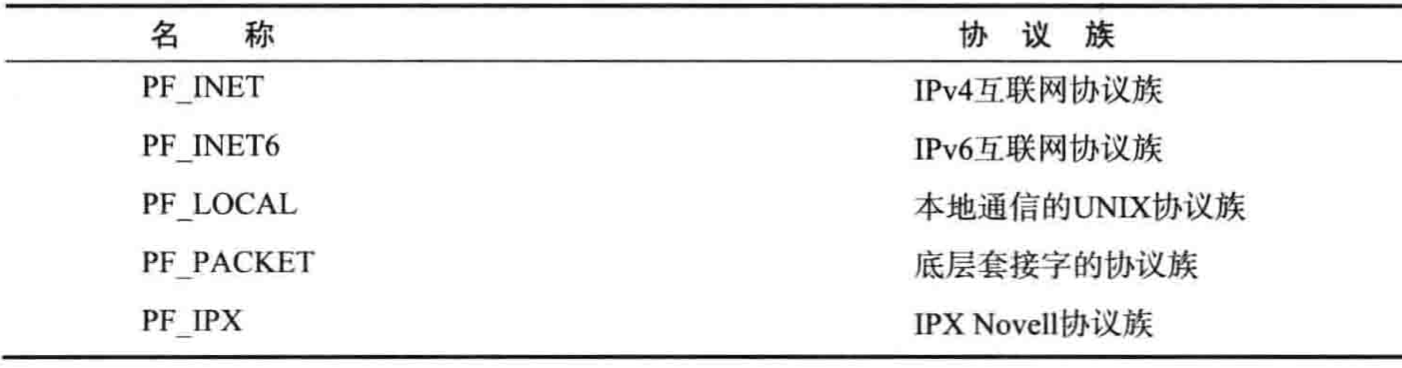 名 称 协 议 族
PF_INET IPv4互联网协议族
PF_INET6 IPv6互联网协议族
PF_LOCAL 本地通信的UNIX协议族
PF_PACKET 底层套接字的协议族
PF_IPX IPX Novell协议族